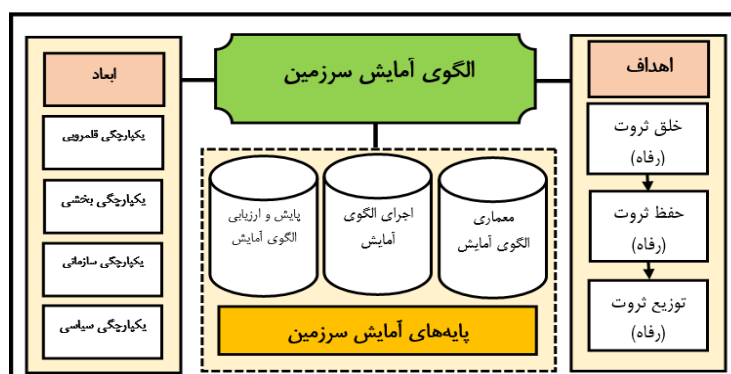 الگوی آمایش سرزمین
اهداف
خلق ثروت
(رفاه)
حفظ ثروت
(رفاه)
توزیع ثروت
(رفاه)
معماری
الگوی آمایش
اجرای الگوی
آمایش
پایش و ارزیابی
الگوی آمایش
پایه‌های آمایش سرزمین
ابعاد
یکپارچگی قلمرویی
یکپارچگی بخشی
یکپارچگی سازمانی
یکپارچگی سیاسی